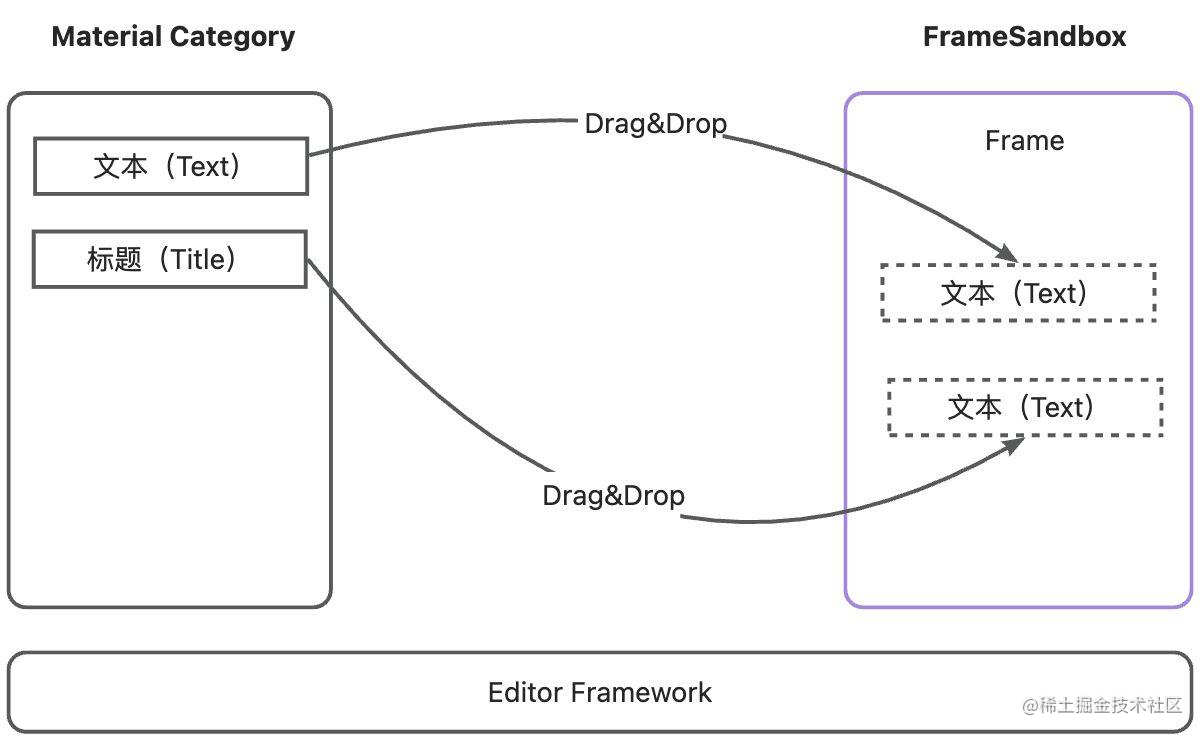 Material Category
FrameSandbox
文本（Text）
标题（Title）
Drag&Drop
Drag&Drop
Frame
文本（Text）
文本（Text）
Editor Framework
@稀土掘金技术社区